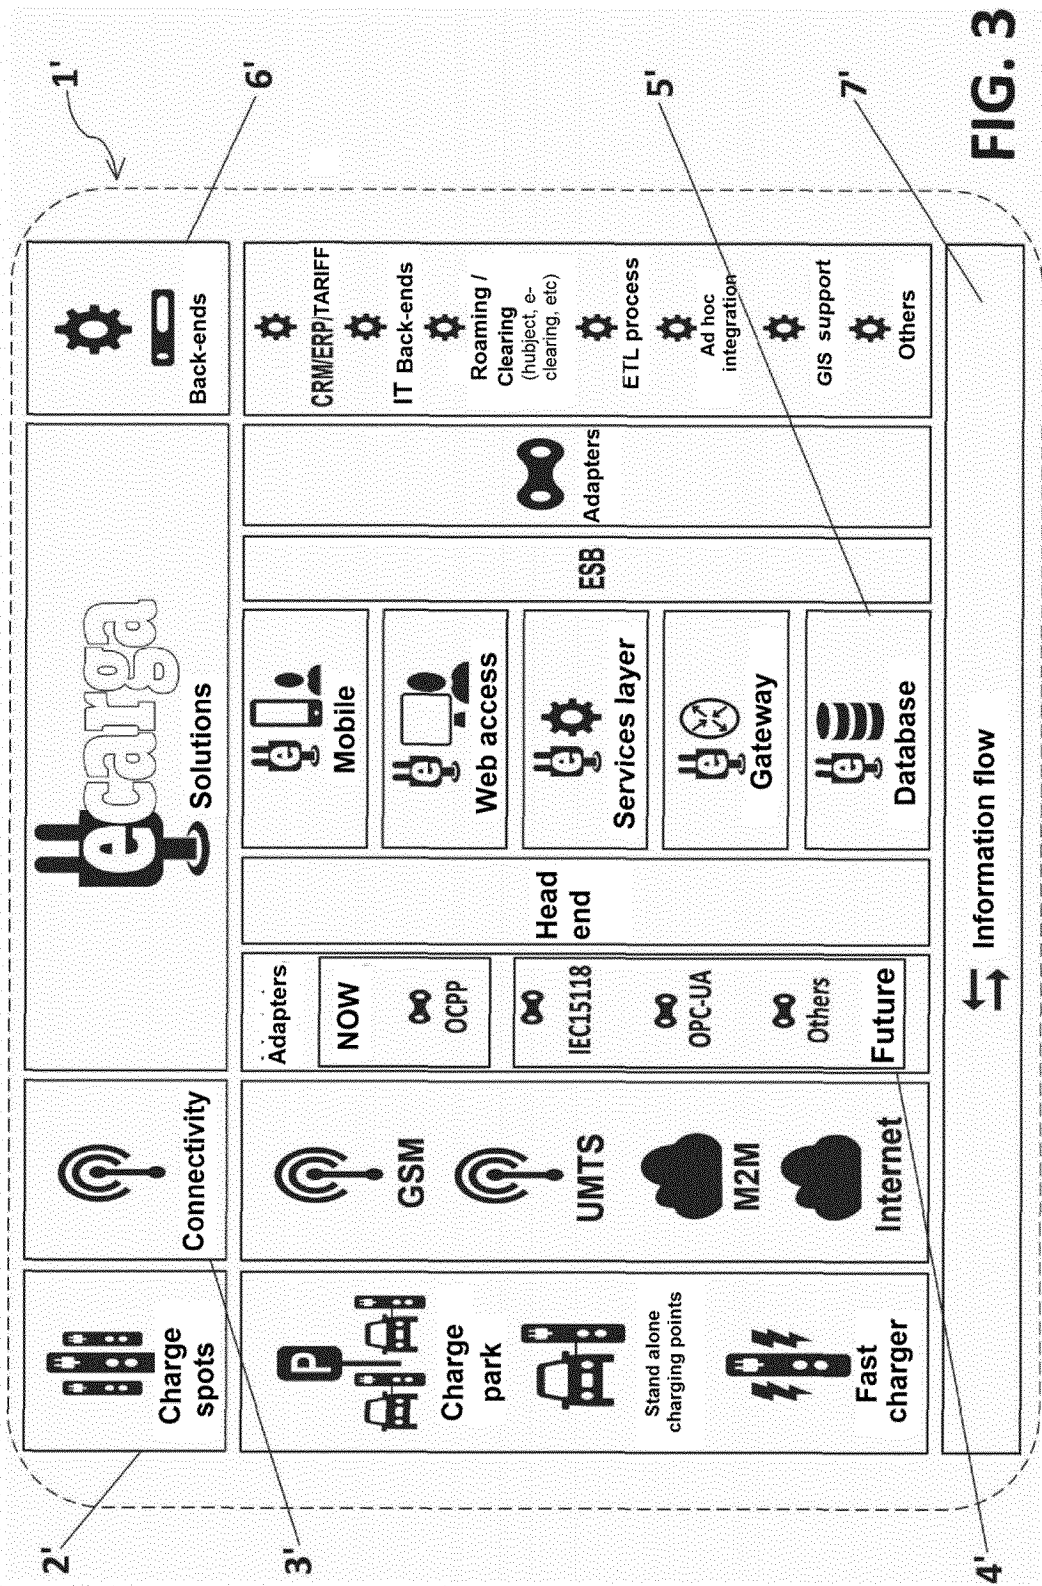 1'
2'
3'
4'
5'
6'
7'
Charge
spots
Connectivity
ecarga
Solutions
Back-ends
P
Charge
park
Stand alone
charging points
Fast
charger
GSM
UMTS
M2M
Internet
Adapters
NOW
OCPP
IEC15118
OPC-UA
Others
Future
Head
end
e
Mobile
e
Web access
e
Services layer
e
Gateway
e
Database
ESB
Adapters
CRM/ERP/TARIFF
IT Back-ends
Roaming /
Clearing
(hubject, e-
clearing, etc)
ETL process
Ad hoc
integration
GIS support
Others
Information flow
FIG. 3